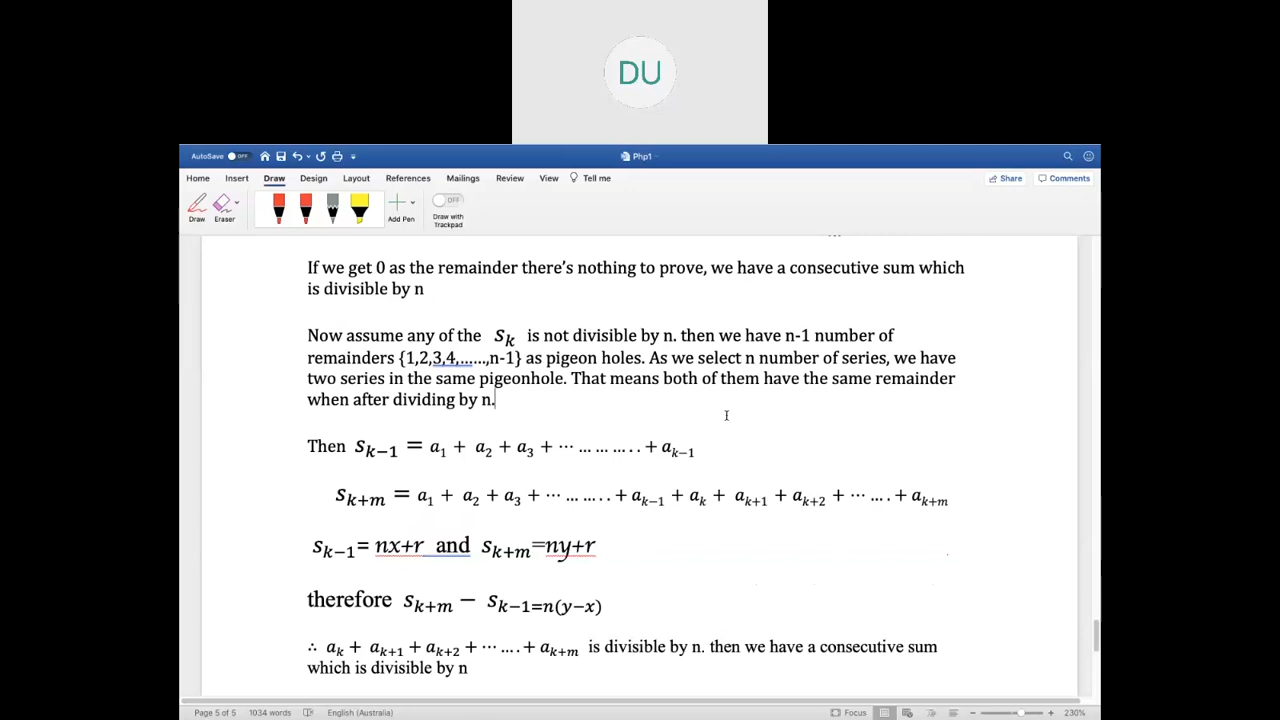 DU
AutoSave OFF
Php1
Home Insert Draw Design Layout References Mailings Review View Tell me Share Comments
OFF
Draw Eraser Add Pen Draw with
Trackpad
If we get 0 as the remainder there's nothing to prove, we have a consecutive sum which
is divisible by n
Now assume any of the s_k is not divisible by n. then we have n-1 number of
remainders {1,2,3,4,……,n-1} as pigeon holes. As we select n number of series, we have
two series in the same pigeonhole. That means both of them have the same remainder
when after dividing by n.
Then s_{k−1} = a_1 + a_2 + a_3 + ⋯ … … … . . + a_{k−1}
s_{k+m} = a_1 + a_2 + a_3 + ⋯ … … . . + a_{k−1} + a_k + a_{k+1} + a_{k+2} + ⋯ … . + a_{k+m}
s_{k−1}= nx+r and s_{k+m}=ny+r
therefore s_{k+m} − s_{k−1=n(y−x)}
∴ a_k + a_{k+1} + a_{k+2} + ⋯ … . + a_{k+m} is divisible by n. then we have a consecutive sum
which is divisible by n
Page 5 of 5 1034 words English (Australia) Focus 230%